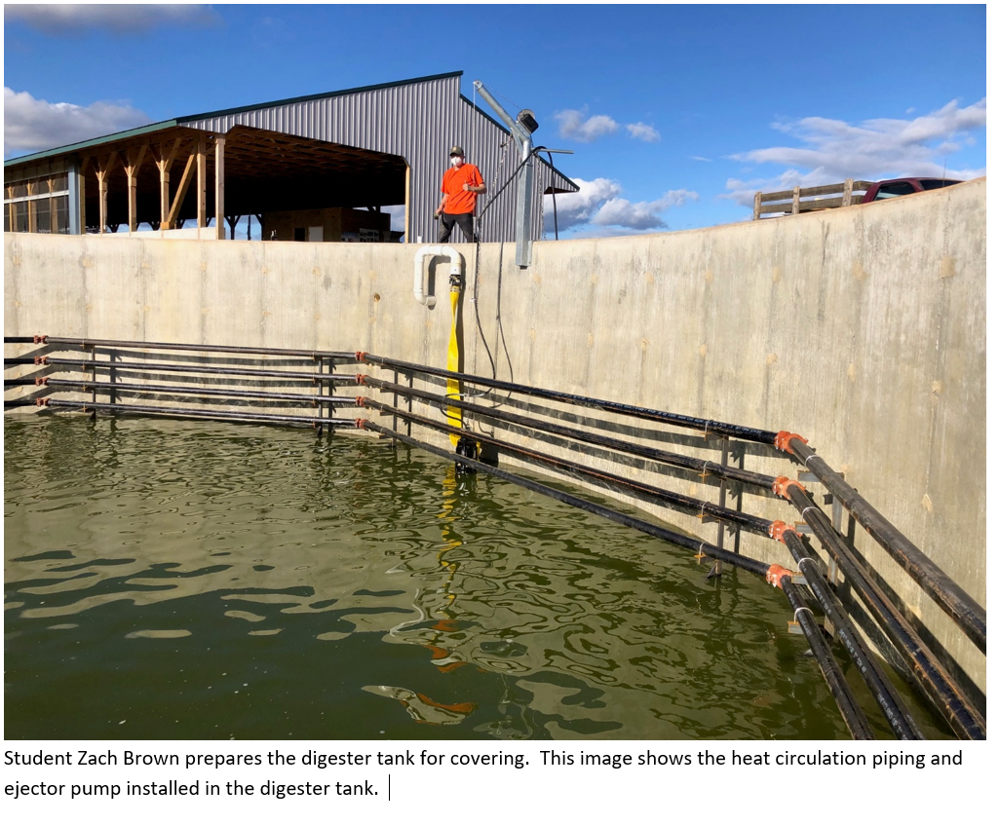 Student Zach Brown prepares the digester tank for covering.  This image shows the heat circulation piping and
ejector pump installed in the digester tank.